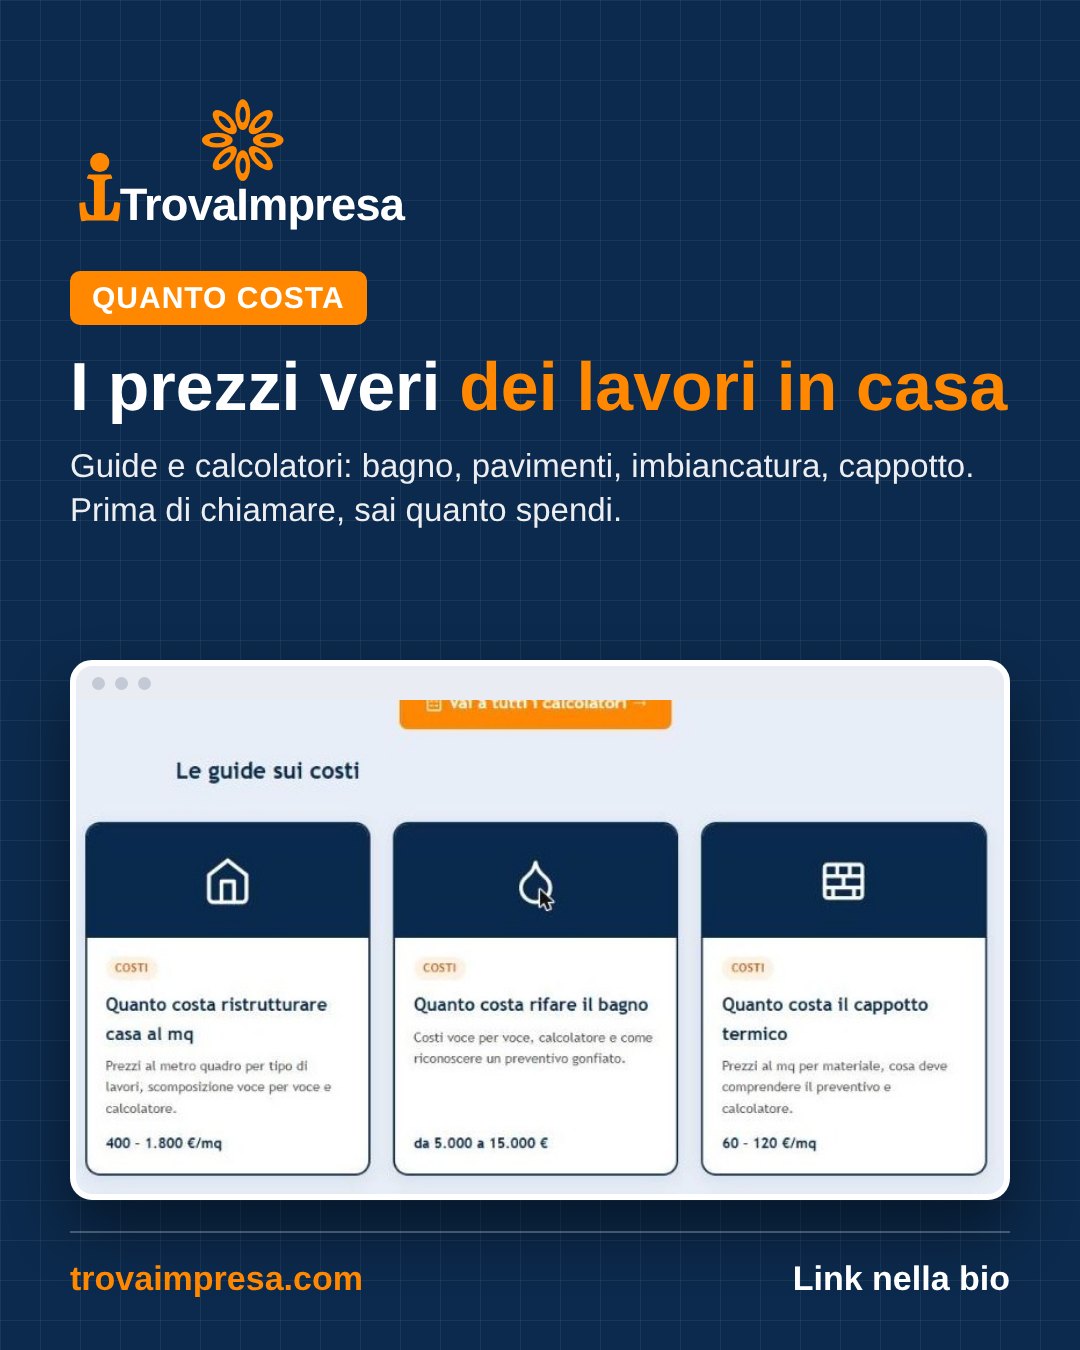 TrovaImpresa
QUANTO COSTA
I prezzi veri dei lavori in casa
Guide e calcolatori: bagno, pavimenti, imbiancatura, cappotto.
Prima di chiamare, sai quanto spendi.
Vai a tutti i calcolatori →
Le guide sui costi
COSTI
Quanto costa ristrutturare
casa al mq
Prezzi al metro quadro per tipo di
lavori, scomposizione voce per voce e
calcolatore.
400 - 1.800 €/mq
COSTI
Quanto costa rifare il bagno
Costi voce per voce, calcolatore e come
riconoscere un preventivo gonfiato.
da 5.000 a 15.000 €
COSTI
Quanto costa il cappotto
termico
Prezzi al mq per materiale, cosa deve
comprendere il preventivo e
calcolatore.
60 - 120 €/mq
trovaimpresa.com
Link nella bio